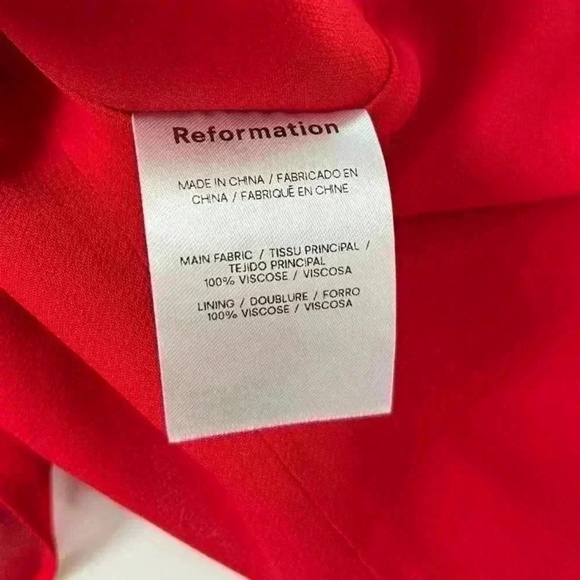 Reformation
MADE IN CHINA / FABRICADO EN
CHINA / FABRIQUÉ EN CHINE
MAIN FABRIC / TISSU PRINCIPAL /
TEJIDO PRINCIPAL
100% VISCOSE / VISCOSA
LINING / DOUBLURE / FORRO
100% VISCOSE / VISCOSA